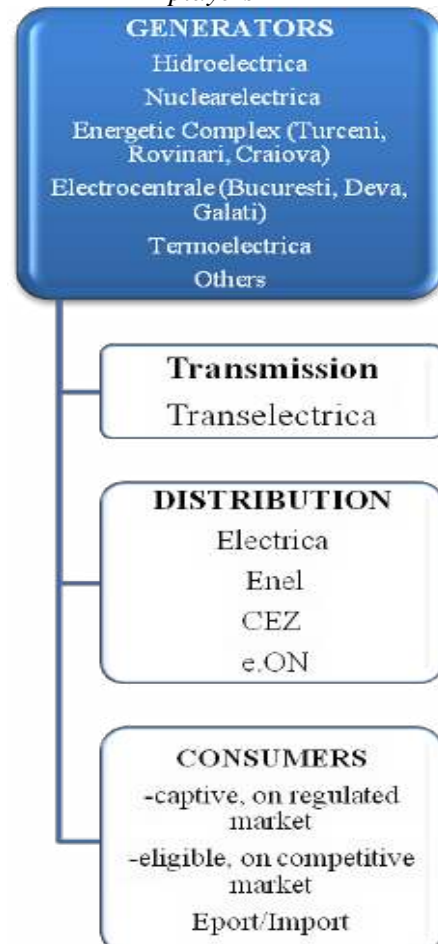 players
GENERATORS
Hidroelectrica
Nuclearelectrica
Energetic Complex (Turceni,
Rovinari, Craiova)
Electrocentrale (Bucuresti, Deva,
Galati)
Termoelectrica
Others
Transmission
Transelectrica
DISTRIBUTION
Electrica
Enel
CEZ
e.ON
CONSUMERS
-captive, on regulated
market
-eligible, on competitive
market
Eport/Import